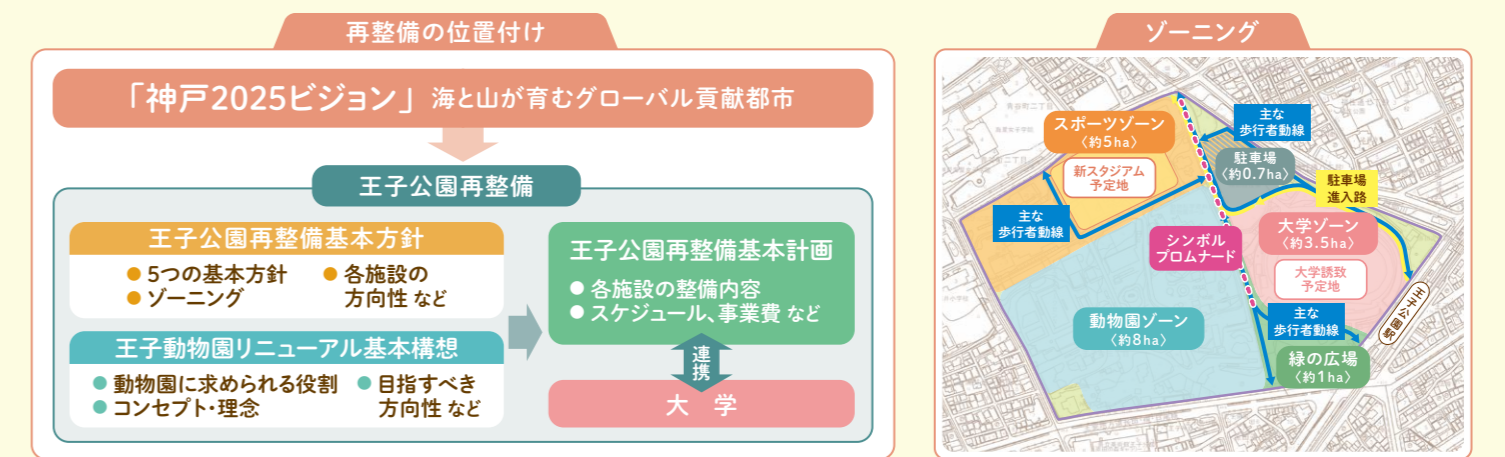 再整備の位置付け
「神戸2025ビジョン」 海と山が育むグローバル貢献都市
王子公園再整備
王子公園再整備基本方針
● 5つの基本方針
● ゾーニング
● 各施設の
方向性 など
王子動物園リニューアル基本構想
● 動物園に求められる役割
● コンセプト・理念
● 目指すべき
方向性 など
王子公園再整備基本計画
● 各施設の整備内容
● スケジュール、事業費 など
連携
大 学
ゾーニング
スポーツゾーン
〈約5ha〉
新スタジアム
予定地
主な
歩行者動線
駐車場
〈約0.7ha〉
駐車場
進入路
主な
歩行者動線
シンボル
プロムナード
大学ゾーン
〈約3.5ha〉
大学誘致
予定地
動物園ゾーン
〈約8ha〉
主な
歩行者動線
緑の広場
〈約1ha〉
王子公園駅